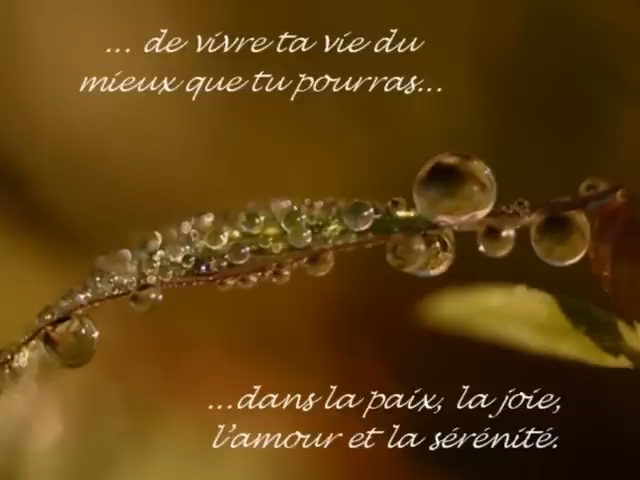 ... de vivre ta vie du
mieux que tu pourras...
...dans la paix, la joie,
l'amour et la sérénité.